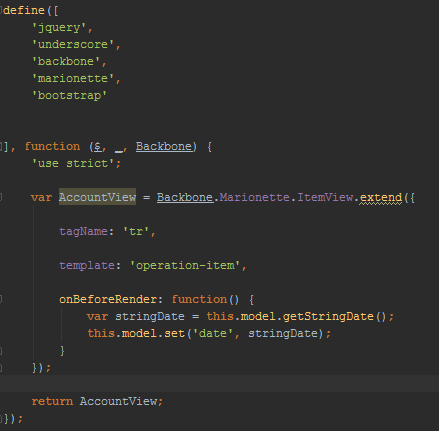 define([
    'jquery',
    'underscore',
    'backbone',
    'marionette',
    'bootstrap'
], function ($, _, Backbone) {
    'use strict';
    var AccountView = Backbone.Marionette.ItemView.extend({
        tagName: 'tr',
        template: 'operation-item',
        onBeforeRender: function() {
            var stringDate = this.model.getStringDate();
            this.model.set('date', stringDate);
        }
    });
    return AccountView;
});